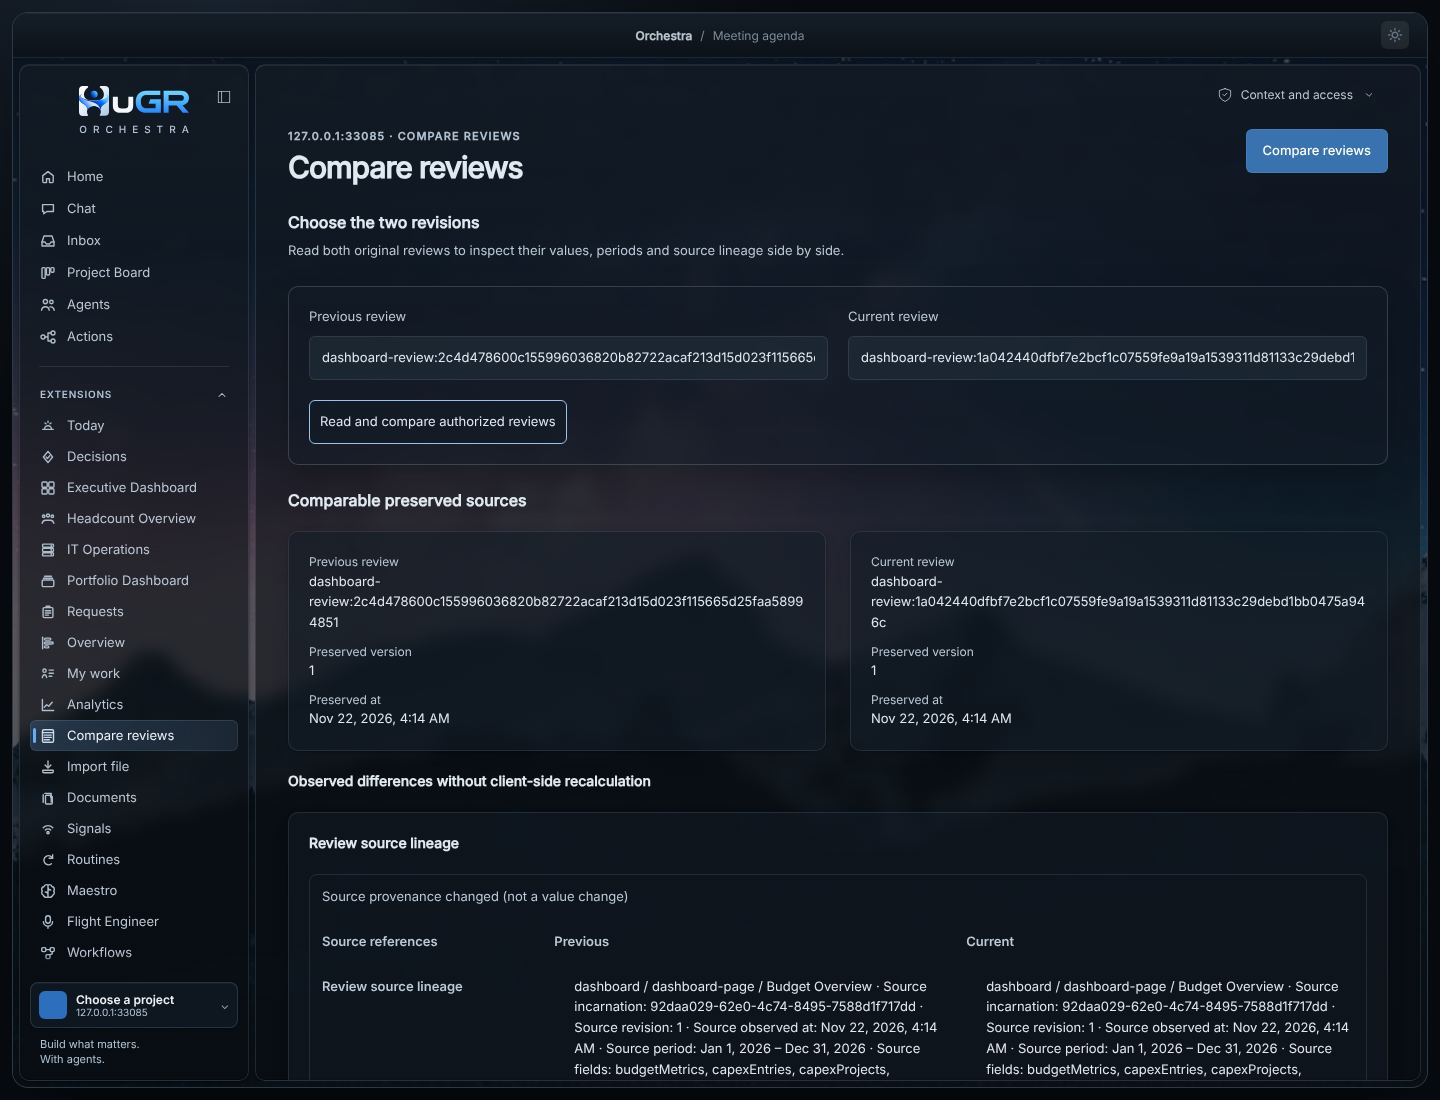 Orchestra / Meeting agenda
HuGR
ORCHESTRA
Home
Chat
Inbox
Project Board
Agents
Actions
EXTENSIONS
Today
Decisions
Executive Dashboard
Headcount Overview
IT Operations
Portfolio Dashboard
Requests
Overview
My work
Analytics
Compare reviews
Import file
Documents
Signals
Routines
Maestro
Flight Engineer
Workflows
Choose a project
127.0.0.1:33085
Build what matters.
With agents.
Context and access
127.0.0.1:33085 · COMPARE REVIEWS
Compare reviews
Compare reviews
Choose the two revisions
Read both original reviews to inspect their values, periods and source lineage side by side.
Previous review
dashboard-review:2c4d478600c155996036820b82722acaf213d15d023f115665
Current review
dashboard-review:1a042440dfbf7e2bcf1c07559fe9a19a1539311d81133c29debd1
Read and compare authorized reviews
Comparable preserved sources
Previous review
dashboard-
review:2c4d478600c155996036820b82722acaf213d15d023f115665d25faa5899
4851
Preserved version
1
Preserved at
Nov 22, 2026, 4:14 AM
Current review
dashboard-
review:1a042440dfbf7e2bcf1c07559fe9a19a1539311d81133c29debd1bb0475a94
6c
Preserved version
1
Preserved at
Nov 22, 2026, 4:14 AM
Observed differences without client-side recalculation
Review source lineage
Source provenance changed (not a value change)
Source references Previous Current
Review source lineage
dashboard / dashboard-page / Budget Overview · Source
incarnation: 92daa029-62e0-4c74-8495-7588d1f717dd ·
Source revision: 1 · Source observed at: Nov 22, 2026, 4:14
AM · Source period: Jan 1, 2026 – Dec 31, 2026 · Source
fields: budgetMetrics, capexEntries, capexProjects,
dashboard / dashboard-page / Budget Overview · Source
incarnation: 92daa029-62e0-4c74-8495-7588d1f717dd ·
Source revision: 1 · Source observed at: Nov 22, 2026, 4:14
AM · Source period: Jan 1, 2026 – Dec 31, 2026 · Source
fields: budgetMetrics, capexEntries, capexProjects,